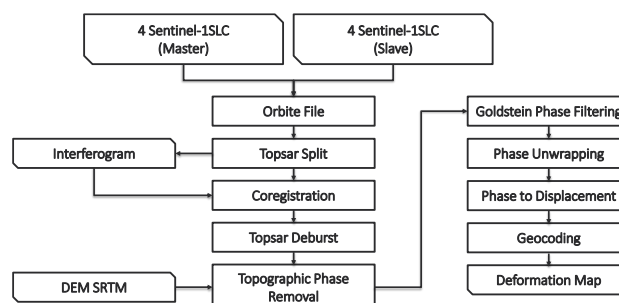 4 Sentinel-1SLC
(Master)
4 Sentinel-1SLC
(Slave)
Orbite File
Topsar Split
Interferogram
Coregistration
Topsar Deburst
DEM SRTM
Topographic Phase
Removal
Goldstein Phase Filtering
Phase Unwrapping
Phase to Displacement
Geocoding
Deformation Map